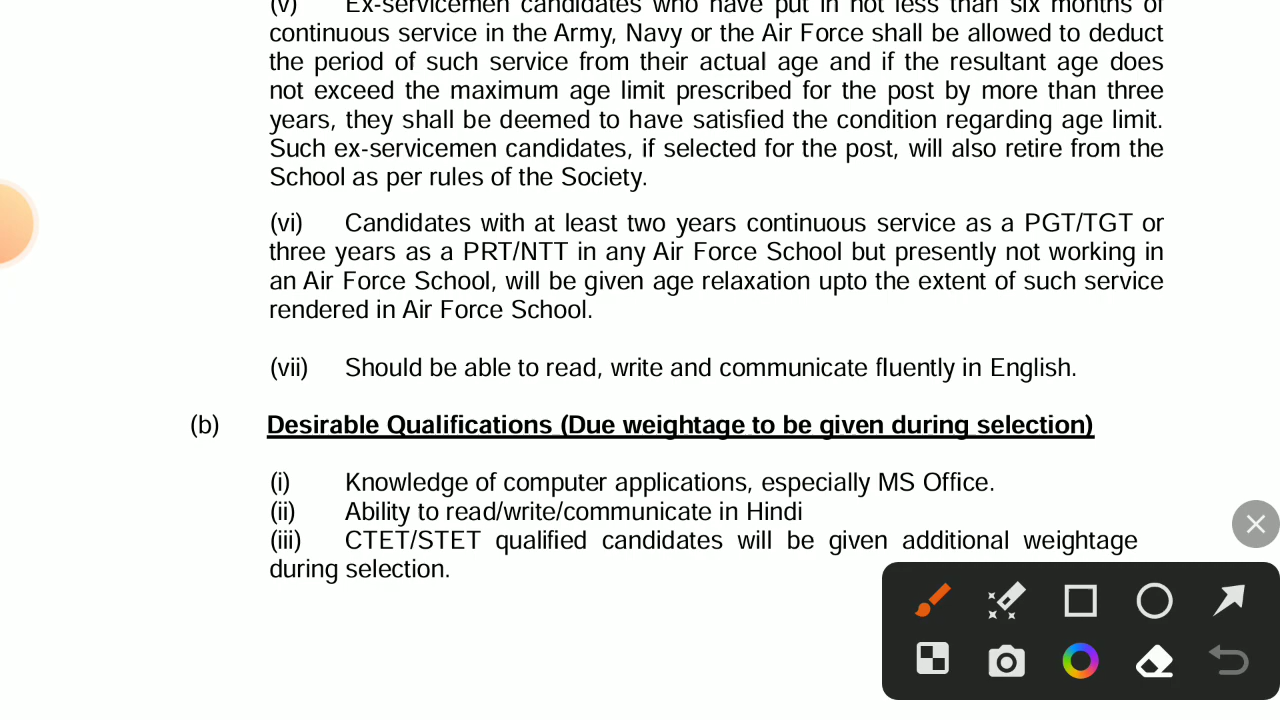 (v) Ex-servicemen candidates who have put in not less than six months of
continuous service in the Army, Navy or the Air Force shall be allowed to deduct
the period of such service from their actual age and if the resultant age does
not exceed the maximum age limit prescribed for the post by more than three
years, they shall be deemed to have satisfied the condition regarding age limit.
Such ex-servicemen candidates, if selected for the post, will also retire from the
School as per rules of the Society.
(vi) Candidates with at least two years continuous service as a PGT/TGT or
three years as a PRT/NTT in any Air Force School but presently not working in
an Air Force School, will be given age relaxation upto the extent of such service
rendered in Air Force School.
(vii) Should be able to read, write and communicate fluently in English.
(b) Desirable Qualifications (Due weightage to be given during selection)
(i) Knowledge of computer applications, especially MS Office.
(ii) Ability to read/write/communicate in Hindi
(iii) CTET/STET qualified candidates will be given additional weightage
during selection.